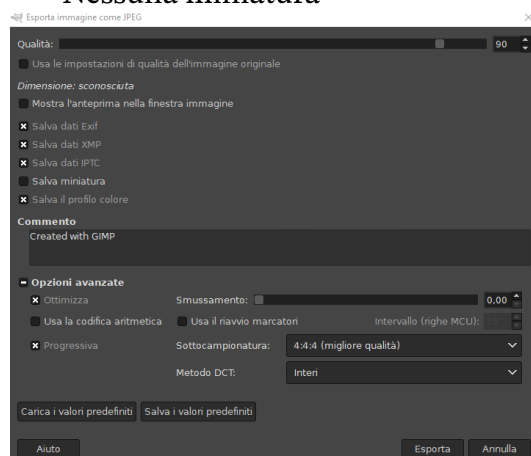 Nessuna miniatura
Esporta immagine come JPEG
Qualità: 90
Usa le impostazioni di qualità dell'immagine originale
Dimensione: sconosciuta
Mostra l'anteprima nella finestra immagine
Salva dati Exif
Salva dati XMP
Salva dati IPTC
Salva miniatura
Salva il profilo colore
Commento
Created with GIMP
Opzioni avanzate
Ottimizza Smussamento: 0,00
Usa la codifica aritmetica Usa il riavvio marcatori Intervallo (righe MCU):
Progressiva Sottocampionatura: 4:4:4 (migliore qualità)
Metodo DCT: Interi
Carica i valori predefiniti Salva i valori predefiniti
Aiuto Esporta Annulla